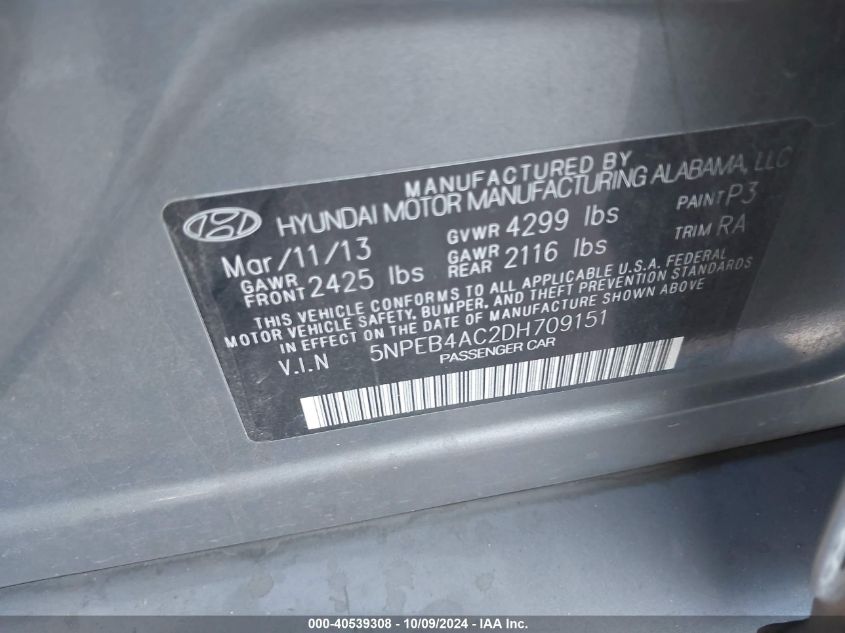 MANUFACTURED BY
HYUNDAI MOTOR MANUFACTURING ALABAMA, LLC
Mar/11/13 GVWR 4299 lbs PAINT P3
GAWR FRONT 2425 lbs GAWR REAR 2116 lbs TRIM RA
THIS VEHICLE CONFORMS TO ALL APPLICABLE U.S.A. FEDERAL
MOTOR VEHICLE SAFETY, BUMPER, AND THEFT PREVENTION STANDARDS
IN EFFECT ON THE DATE OF MANUFACTURE SHOWN ABOVE
V.I.N 5NPEB4AC2DH709151
PASSENGER CAR
000-40539308 - 10/09/2024 - IAA Inc.